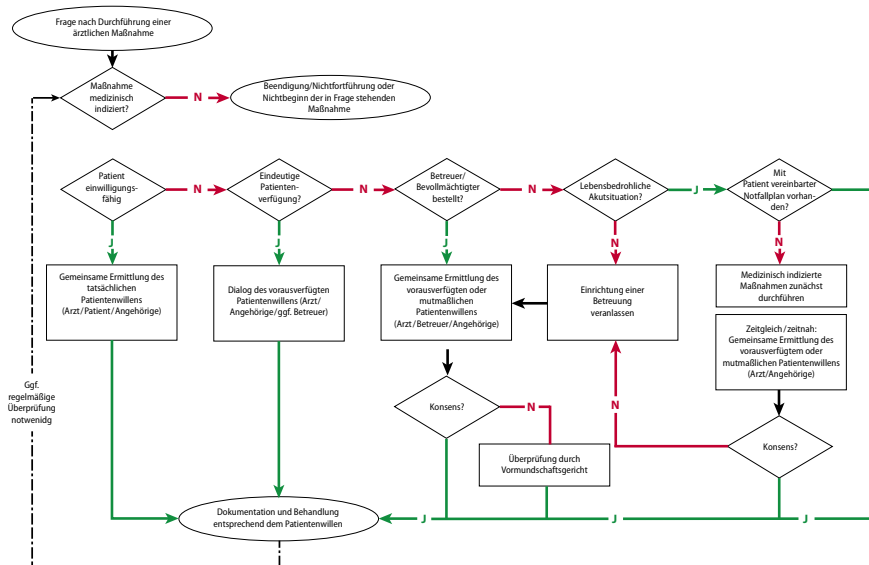 Frage nach Durchführung einer
ärztlichen Maßnahme
Maßnahme
medizinisch
indiziert?
N
Beendigung/Nichtfortführung oder
Nichtbeginn der in Frage stehenden
Maßnahme
Patient
einwilligungs-
fähig
N
Eindeutige
Patienten-
verfügung?
N
Betreuer/
Bevollmächtigter
bestellt?
N
Lebensbedrohliche
Akutsituation?
J
Mit
Patient vereinbarter
Notfallplan vorhan-
den?
J
J
J
N
N
Gemeinsame Ermittlung des
tatsächlichen
Patientenwillens
(Arzt/Patient/Angehörige)
Dialog des vorausverfügten
Patientenwillens (Arzt/
Angehörige/ggf. Betreuer)
Gemeinsame Ermittlung des
vorausverfügten oder
mutmaßlichen
Patientenwillens
(Arzt/Betreuer/Angehörige)
Einrichtung einer
Betreuung
veranlassen
Medizinisch indizierte
Maßnahmen zunächst
durchführen
Zeitgleich/zeitnah:
Gemeinsame Ermittlung des
vorausverfügtem oder
mutmaßlichen Patientenwillens
(Arzt/Angehörige)
Ggf.
regelmäßige
Überprüfung
notwenidg
Konsens?
N
N
Konsens?
Überprüfung durch
Vormundschaftsgericht
Dokumentation und Behandlung
entsprechend dem Patientenwillen
J
J
J